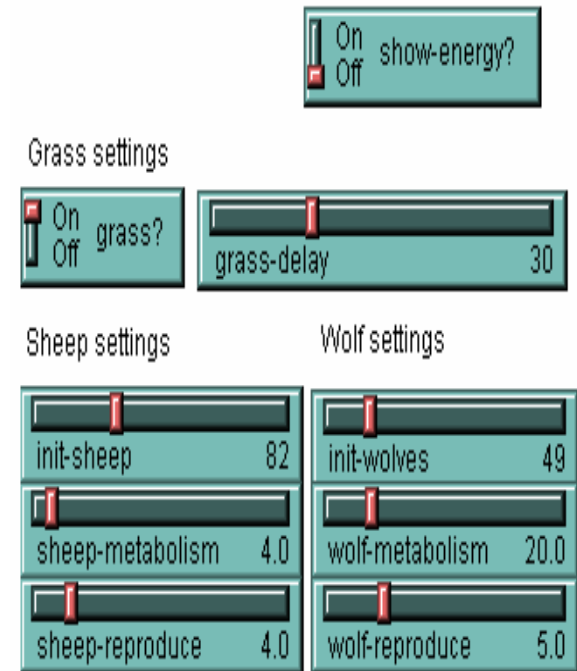 On
Off show-energy?
Grass settings
On
Off grass?
grass-delay 30
Sheep settings
init-sheep 82
sheep-metabolism 4.0
sheep-reproduce 4.0
Wolf settings
init-wolves 49
wolf-metabolism 20.0
wolf-reproduce 5.0